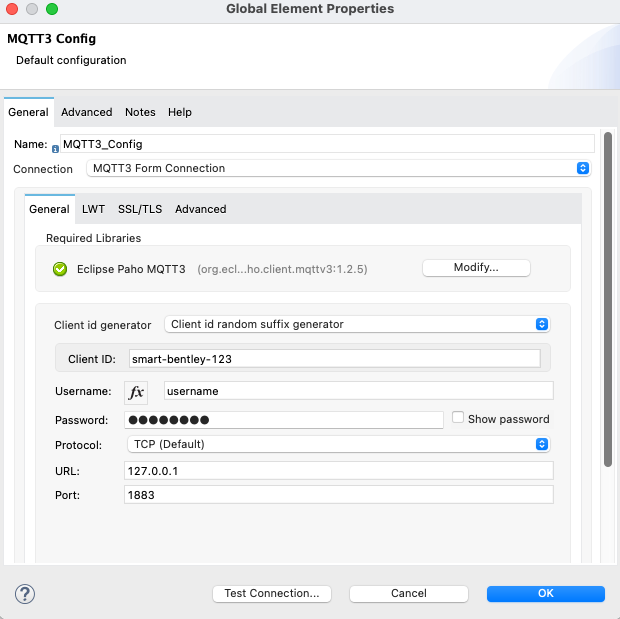 Global Element Properties
MQTT3 Config
Default configuration
General Advanced Notes Help
Name: MQTT3_Config
Connection MQTT3 Form Connection
General LWT SSL/TLS Advanced
Required Libraries
Eclipse Paho MQTT3 (org.ecl...ho.client.mqttv3:1.2.5) Modify...
Client id generator Client id random suffix generator
Client ID: smart-bentley-123
Username: fx username
Password: ●●●●●●●● Show password
Protocol: TCP (Default)
URL: 127.0.0.1
Port: 1883
? Test Connection... Cancel OK